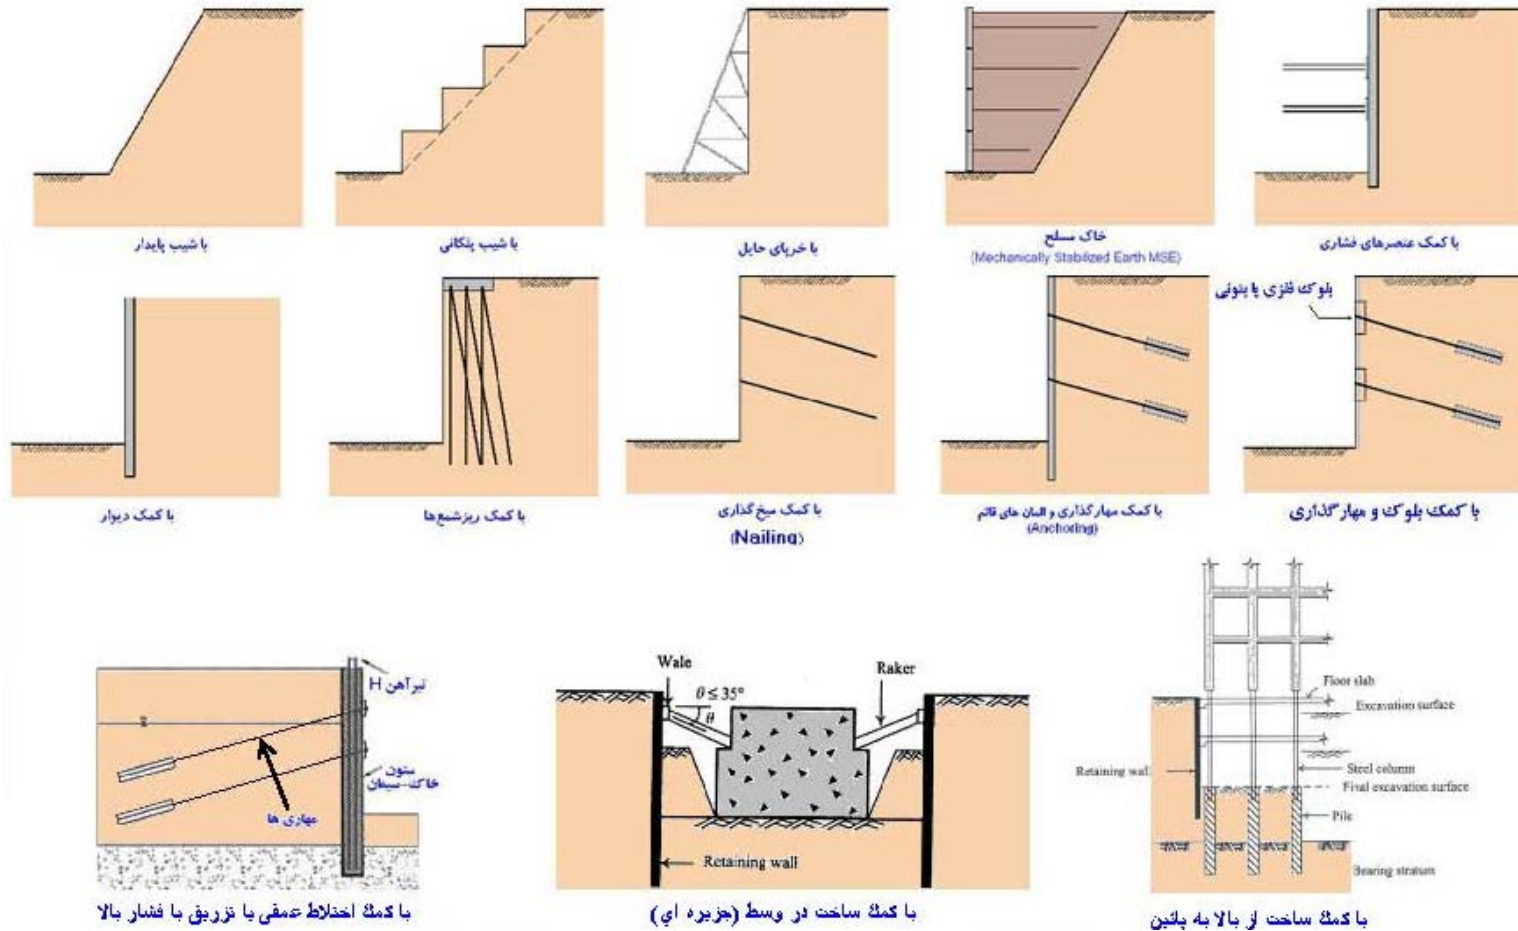 با شیب پایدار
با شیب پلکانی
با خرپای حایل
خاک مسلح
(Mechanically Stabilized Earth MSE)
با کمک عنصرهای فشاری
با کمک دیوار
با کمک ریزشمع‌ها
با کمک میخ‌گذاری
(Nailing)
با کمک مهارگذاری و المان های قائم
(Anchoring)
بلوک فلزی یا بتونی
با کمک بلوک و مهارگذاری
تیرآهن H
ستون
خاک-سیمان
مهاری ها
با کمک اختلاط عمقی یا تزریق با فشار بالا
Wale
θ ≤ 35°
θ
Raker
Retaining wall
با کمک ساخت در وسط (جزیره ای)
Floor slab
Excavation surface
Retaining wall
Steel column
Final excavation surface
Pile
Bearing stratum
با کمک ساخت از بالا به پائین